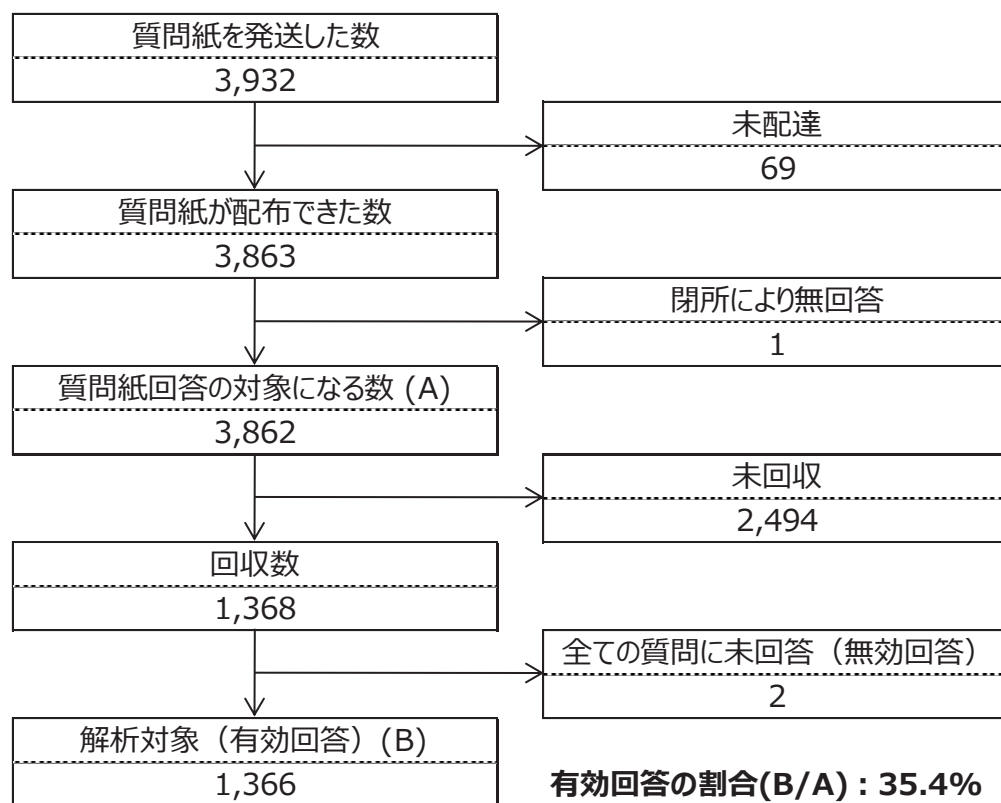 質問紙を発送した数
3,932
未配達
69
質問紙が配布できた数
3,863
閉所により無回答
1
質問紙回答の対象になる数 (A)
3,862
未回収
2,494
回収数
1,368
全ての質問に未回答（無効回答）
2
解析対象（有効回答）(B)
1,366
有効回答の割合(B/A) : 35.4%